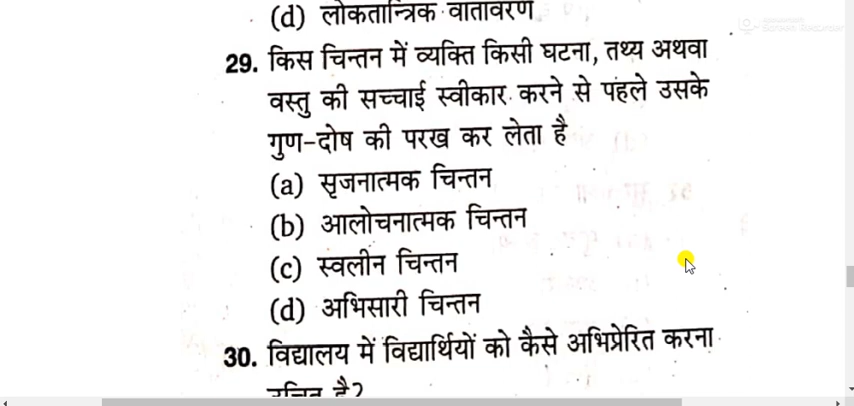 (d) लोकतान्त्रिक वातावरण
29. किस चिन्तन में व्यक्ति किसी घटना, तथ्य अथवा
वस्तु की सच्चाई स्वीकार करने से पहले उसके
गुण-दोष की परख कर लेता है
(a) सृजनात्मक चिन्तन
(b) आलोचनात्मक चिन्तन
(c) स्वलीन चिन्तन
(d) अभिसारी चिन्तन
30. विद्यालय में विद्यार्थियों को कैसे अभिप्रेरित करना
उचित है?